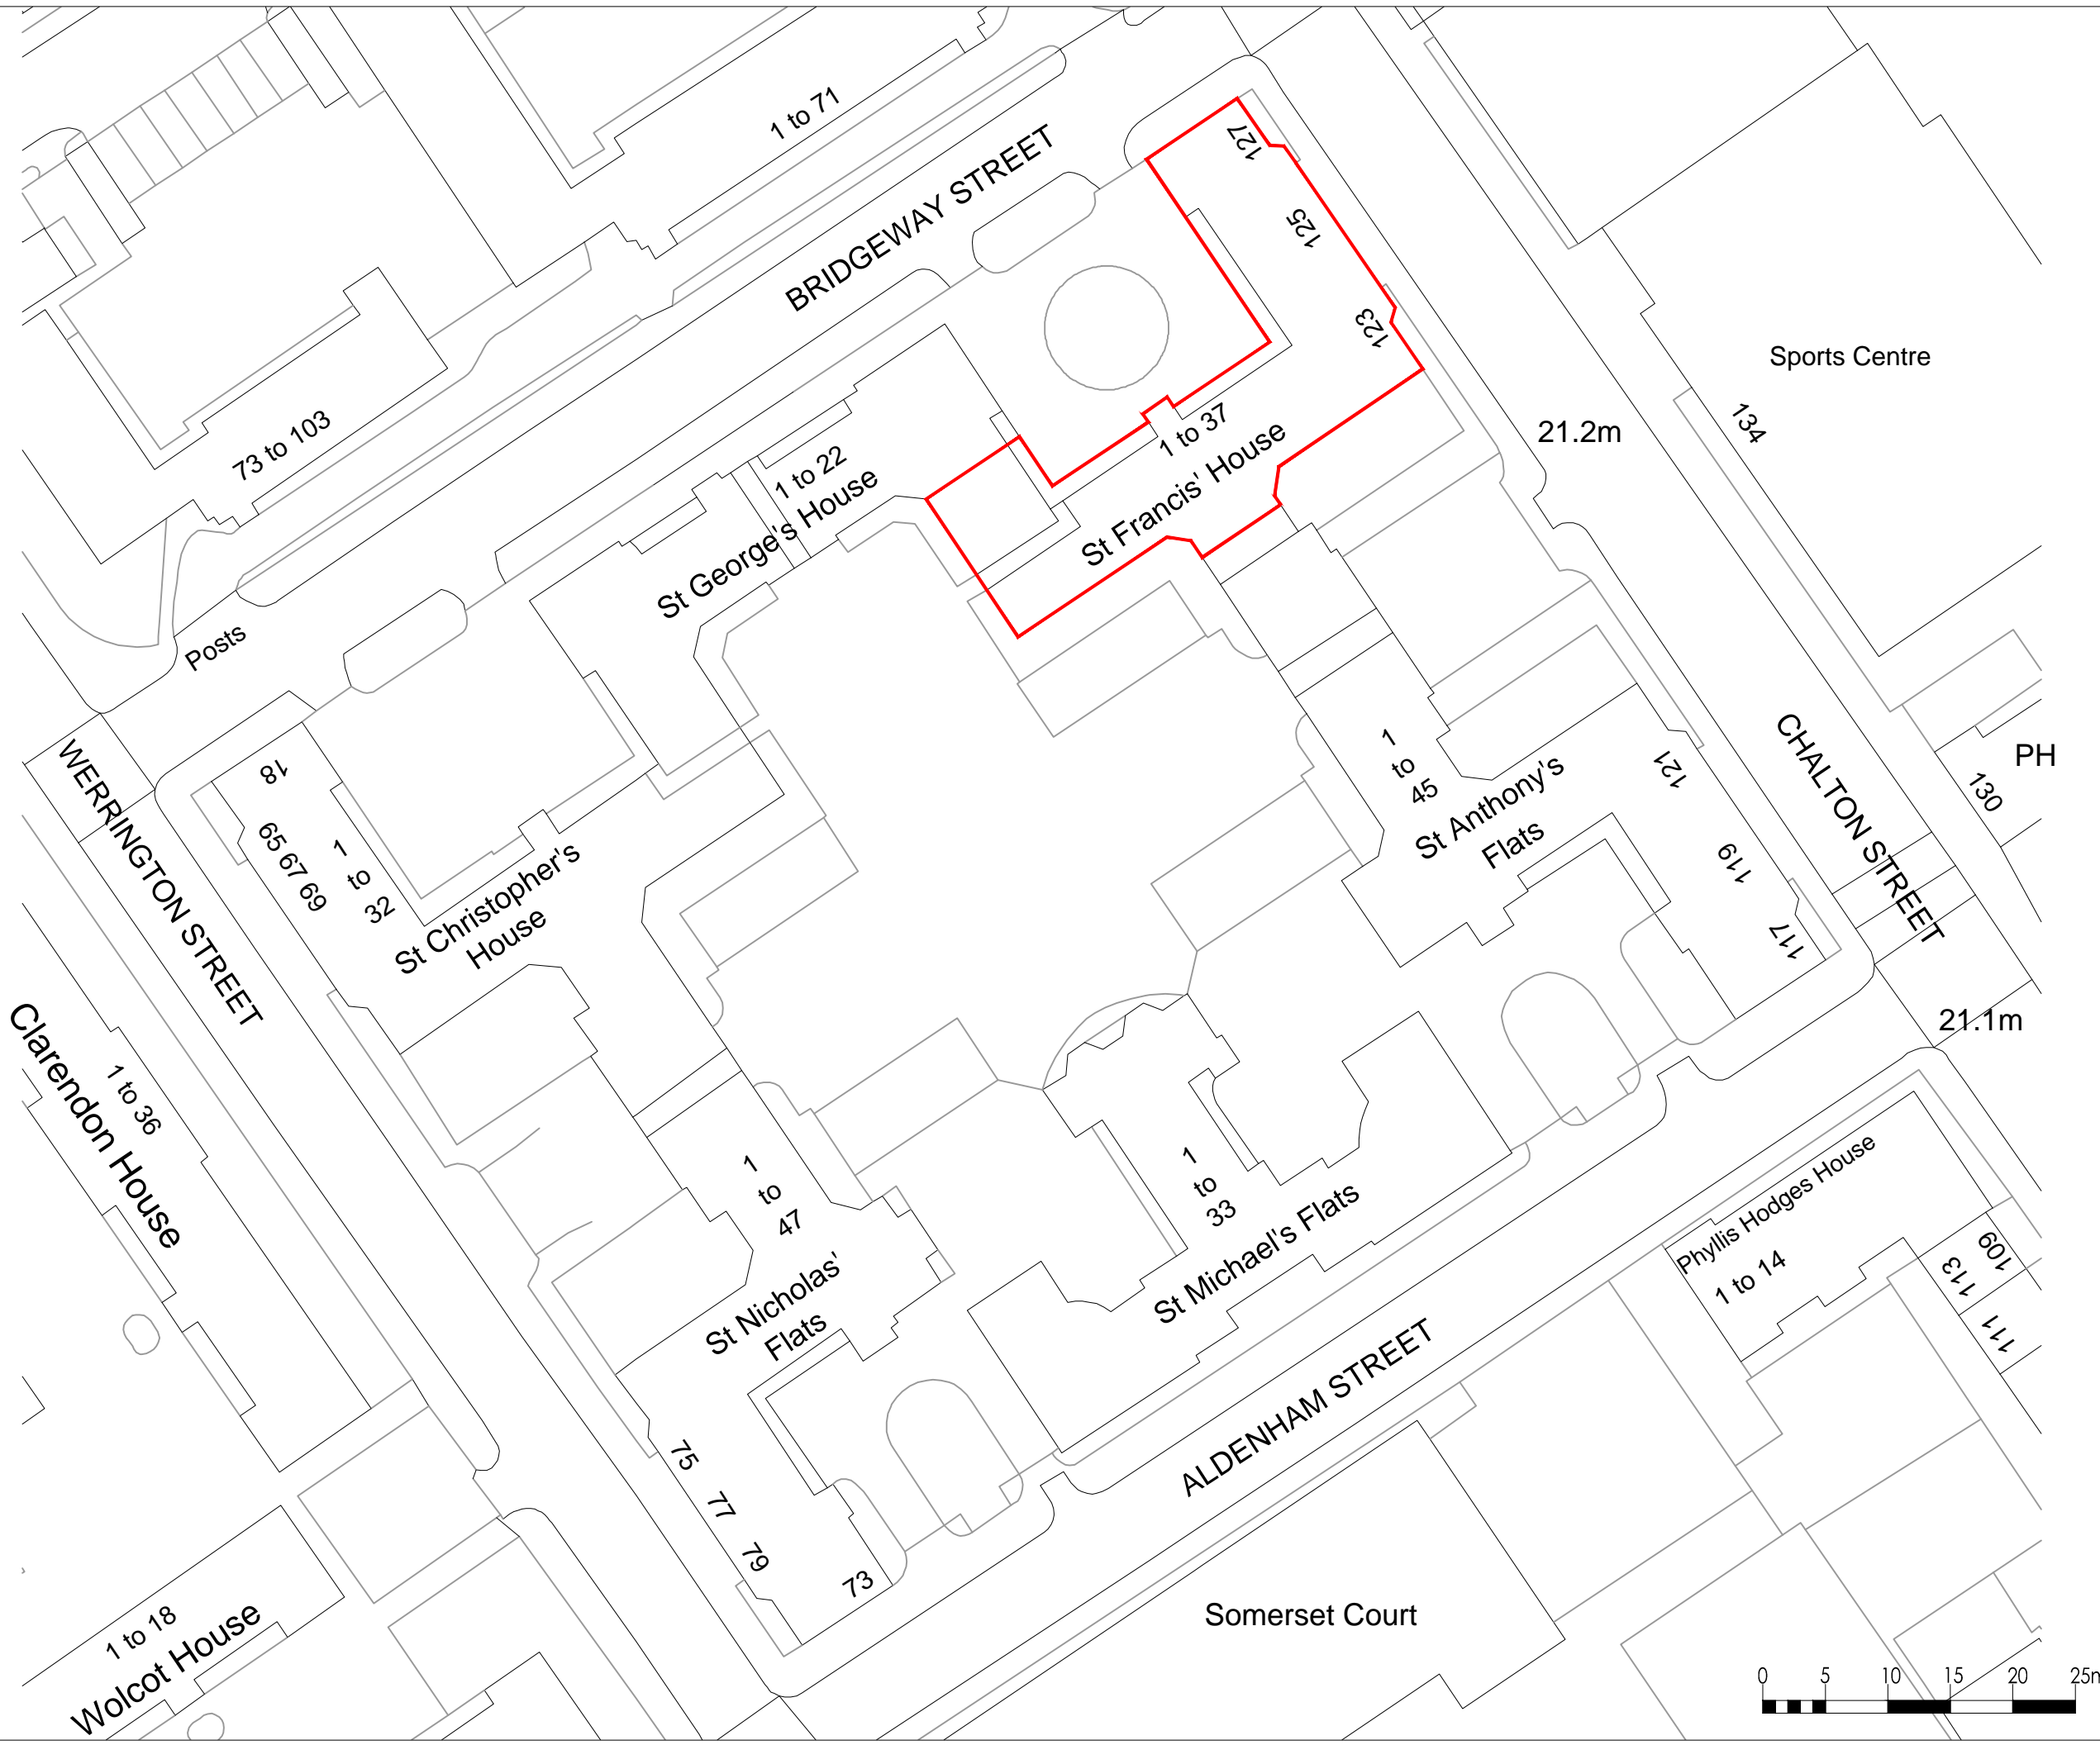 1 to 71
BRIDGEWAY STREET
127
125
123
Sports Centre
134
21.2m
73 to 103
1 to 22
St George's House
1 to 37
St Francis' House
Posts
WERRINGTON STREET
18
65 67 69
1
to
32
St Christopher's
House
1
to
45
St Anthony's
Flats
121
119
117
CHALTON STREET
PH
130
21.1m
Clarendon House
1 to 36
1
to
47
St Nicholas'
Flats
1
to
33
St Michael's Flats
Phyllis Hodges House
1 to 14
109
113
111
ALDENHAM STREET
75
77
79
73
Somerset Court
1 to 18
Wolcot House
0 5 10 15 20 25m